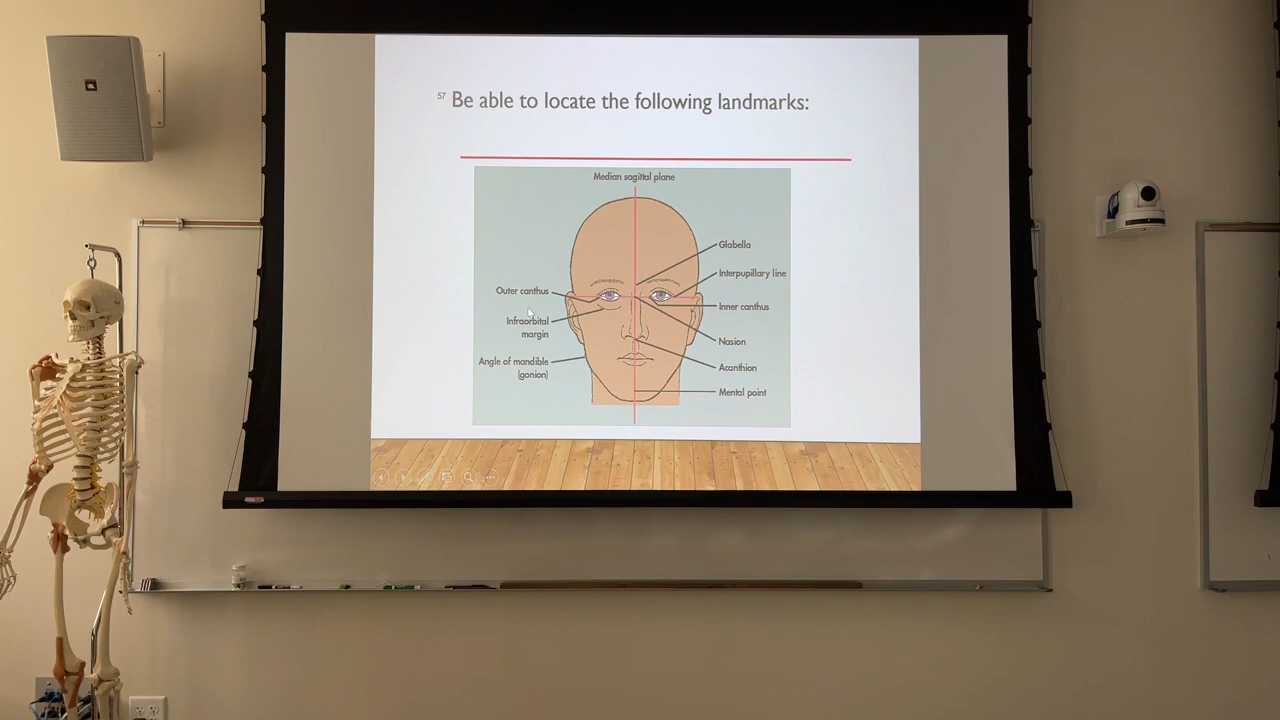 JBL
57 Be able to locate the following landmarks:
Median sagittal plane
Glabella
Interpupillary line
Outer canthus
Inner canthus
Infraorbital
margin
Nasion
Angle of mandible
(gonion)
Acanthion
Mental point